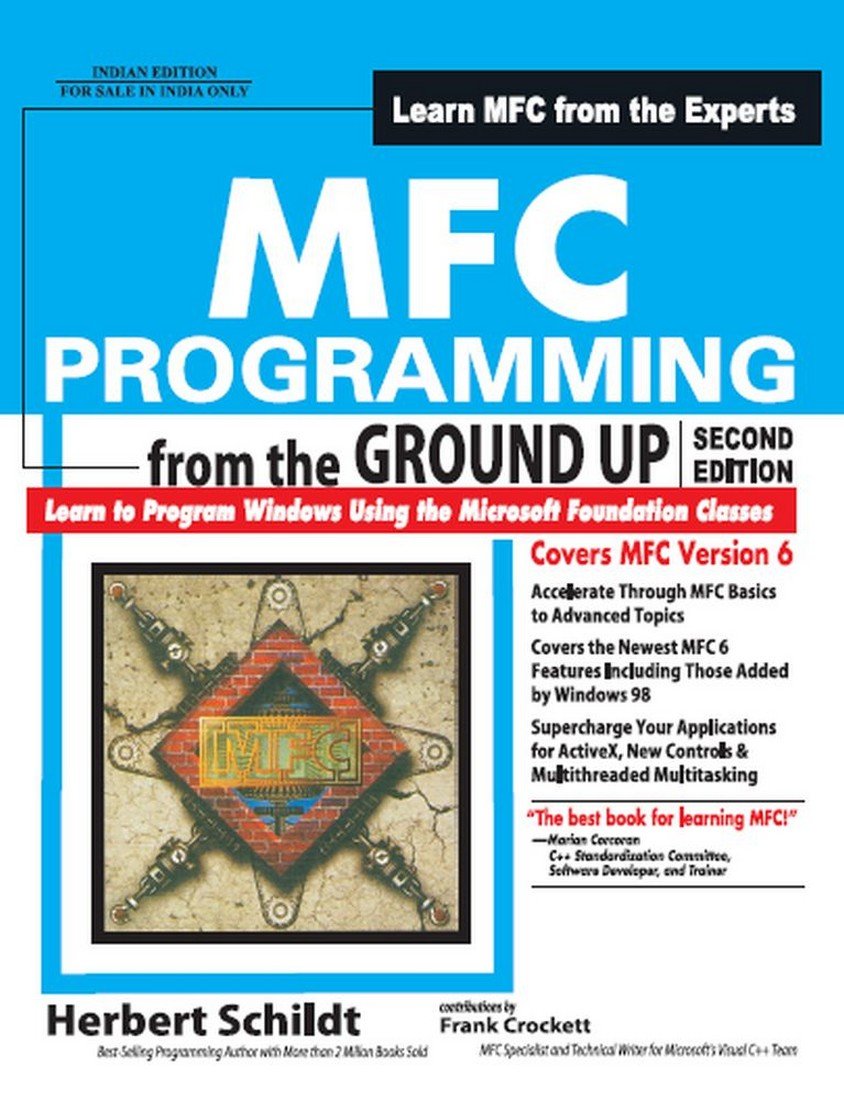 INDIAN EDITION
FOR SALE IN INDIA ONLY
Learn MFC from the Experts
MFC
PROGRAMMING
from the GROUND UP
SECOND
EDITION
Learn to Program Windows Using the Microsoft Foundation Classes
Covers MFC Version 6
Accelerate Through MFC Basics
to Advanced Topics
Covers the Newest MFC 6
Features Including Those Added
by Windows 98
Supercharge Your Applications
for ActiveX, New Controls &
Multithreaded Multitasking
"The best book for learning MFC!"
—Marian Corcoran
C++ Standardization Committee,
Software Developer, and Trainer
MFC
Herbert Schildt
Best-Selling Programming Author with More than 2 Million Books Sold
contributions by
Frank Crockett
MFC Specialist and Technical Writer for Microsoft's Visual C++ Team